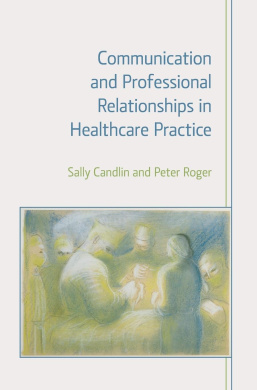 Communication
and Professional
Relationships in
Healthcare Practice
Sally Candlin and Peter Roger